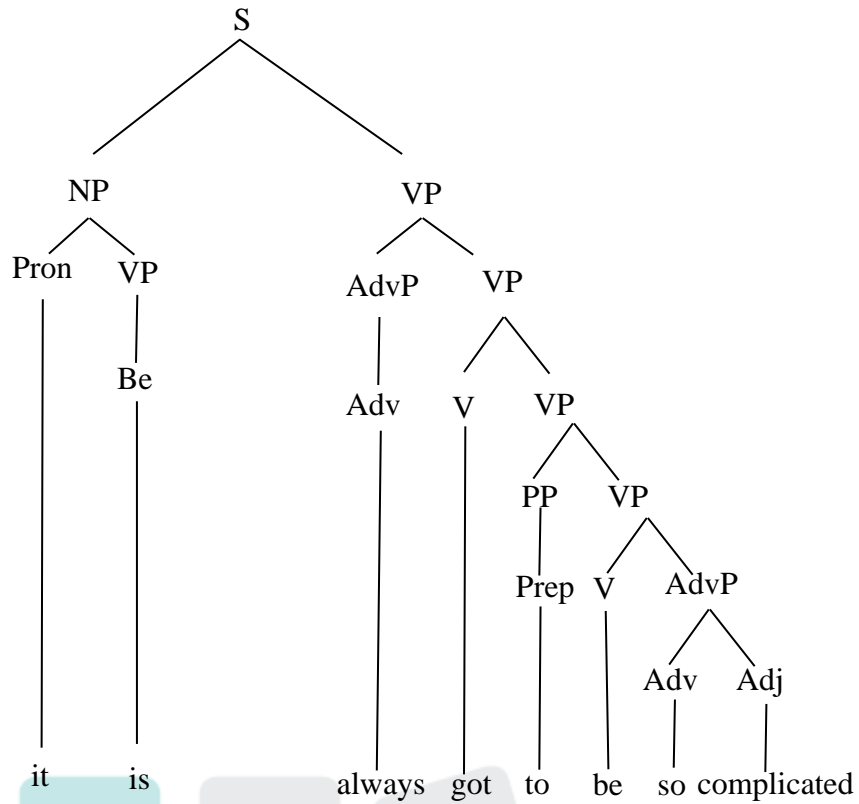 S
NP VP
Pron VP AdvP VP
Be Adv V VP
PP VP
Prep V AdvP
Adv Adj
it is always got to be so complicated